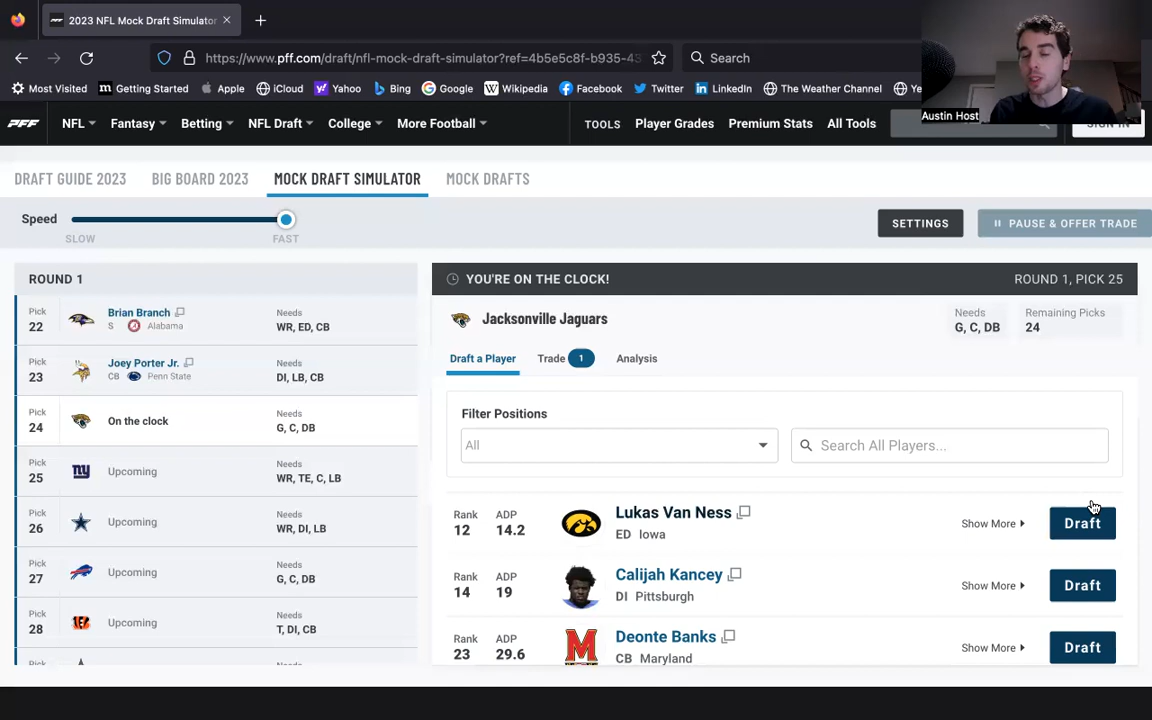 2023 NFL Mock Draft Simulator
https://www.pff.com/draft/nfl-mock-draft-simulator?ref=4b5e5c8f-b935-43
Search
Most Visited
Getting Started
Apple
iCloud
Yahoo
Bing
Google
Wikipedia
Facebook
Twitter
LinkedIn
The Weather Channel
Ye
Austin Host
PFF
NFL
Fantasy
Betting
NFL Draft
College
More Football
TOOLS
Player Grades
Premium Stats
All Tools
SIGN IN
DRAFT GUIDE 2023
BIG BOARD 2023
MOCK DRAFT SIMULATOR
MOCK DRAFTS
Speed
SLOW
FAST
SETTINGS
PAUSE & OFFER TRADE
ROUND 1
Pick 22
Brian Branch
S Alabama
Needs
WR, ED, CB
Pick 23
Joey Porter Jr.
CB Penn State
Needs
DI, LB, CB
Pick 24
On the clock
Needs
G, C, DB
Pick 25
Upcoming
Needs
WR, TE, C, LB
Pick 26
Upcoming
Needs
WR, DI, LB
Pick 27
Upcoming
Needs
G, C, DB
Pick 28
Upcoming
Needs
T, DI, CB
YOU'RE ON THE CLOCK!
ROUND 1, PICK 25
Jacksonville Jaguars
Needs
G, C, DB
Remaining Picks
24
Draft a Player
Trade 1
Analysis
Filter Positions
All
Search All Players...
Rank 12
ADP 14.2
Lukas Van Ness
ED Iowa
Show More
Draft
Rank 14
ADP 19
Calijah Kancey
DI Pittsburgh
Show More
Draft
Rank 23
ADP 29.6
Deonte Banks
CB Maryland
Show More
Draft